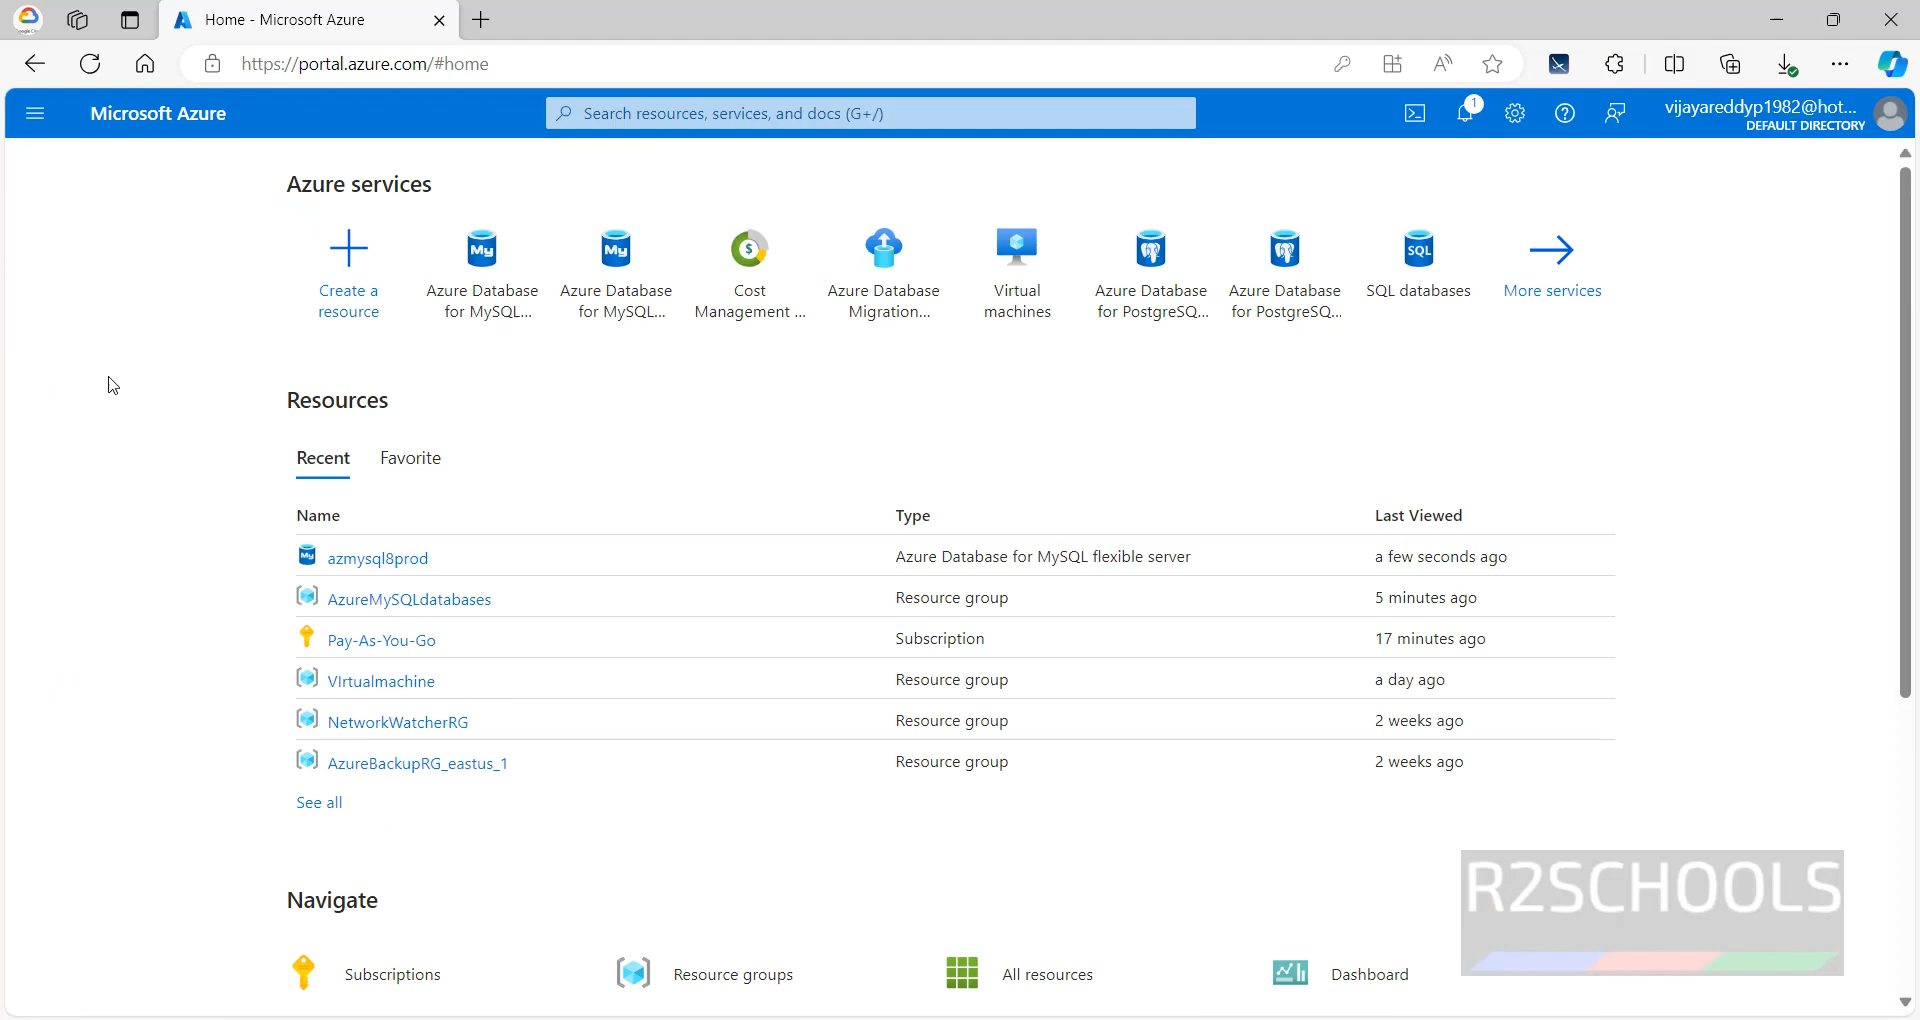 Home - Microsoft Azure
https://portal.azure.com/#home
Microsoft Azure
Search resources, services, and docs (G+/)
1
vijayareddyp1982@hot...
DEFAULT DIRECTORY
Azure services
Create a resource
Azure Database for MySQL...
Azure Database for MySQL...
Cost Management ...
Azure Database Migration...
Virtual machines
Azure Database for PostgreSQ...
Azure Database for PostgreSQ...
SQL
SQL databases
More services
Resources
Recent Favorite
Name Type Last Viewed
azmysql8prod Azure Database for MySQL flexible server a few seconds ago
AzureMySQLdatabases Resource group 5 minutes ago
Pay-As-You-Go Subscription 17 minutes ago
VIrtualmachine Resource group a day ago
NetworkWatcherRG Resource group 2 weeks ago
AzureBackupRG_eastus_1 Resource group 2 weeks ago
See all
Navigate
Subscriptions Resource groups All resources Dashboard
R2SCHOOLS